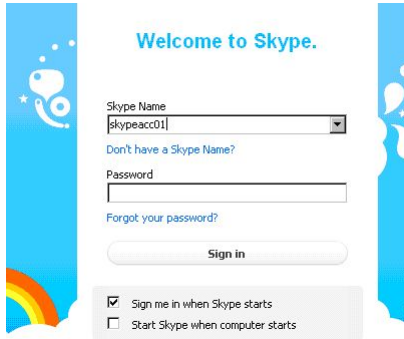 Welcome to Skype.
Skype Name
skypeacc01
Don't have a Skype Name?
Password
Forgot your password?
Sign in
Sign me in when Skype starts
Start Skype when computer starts